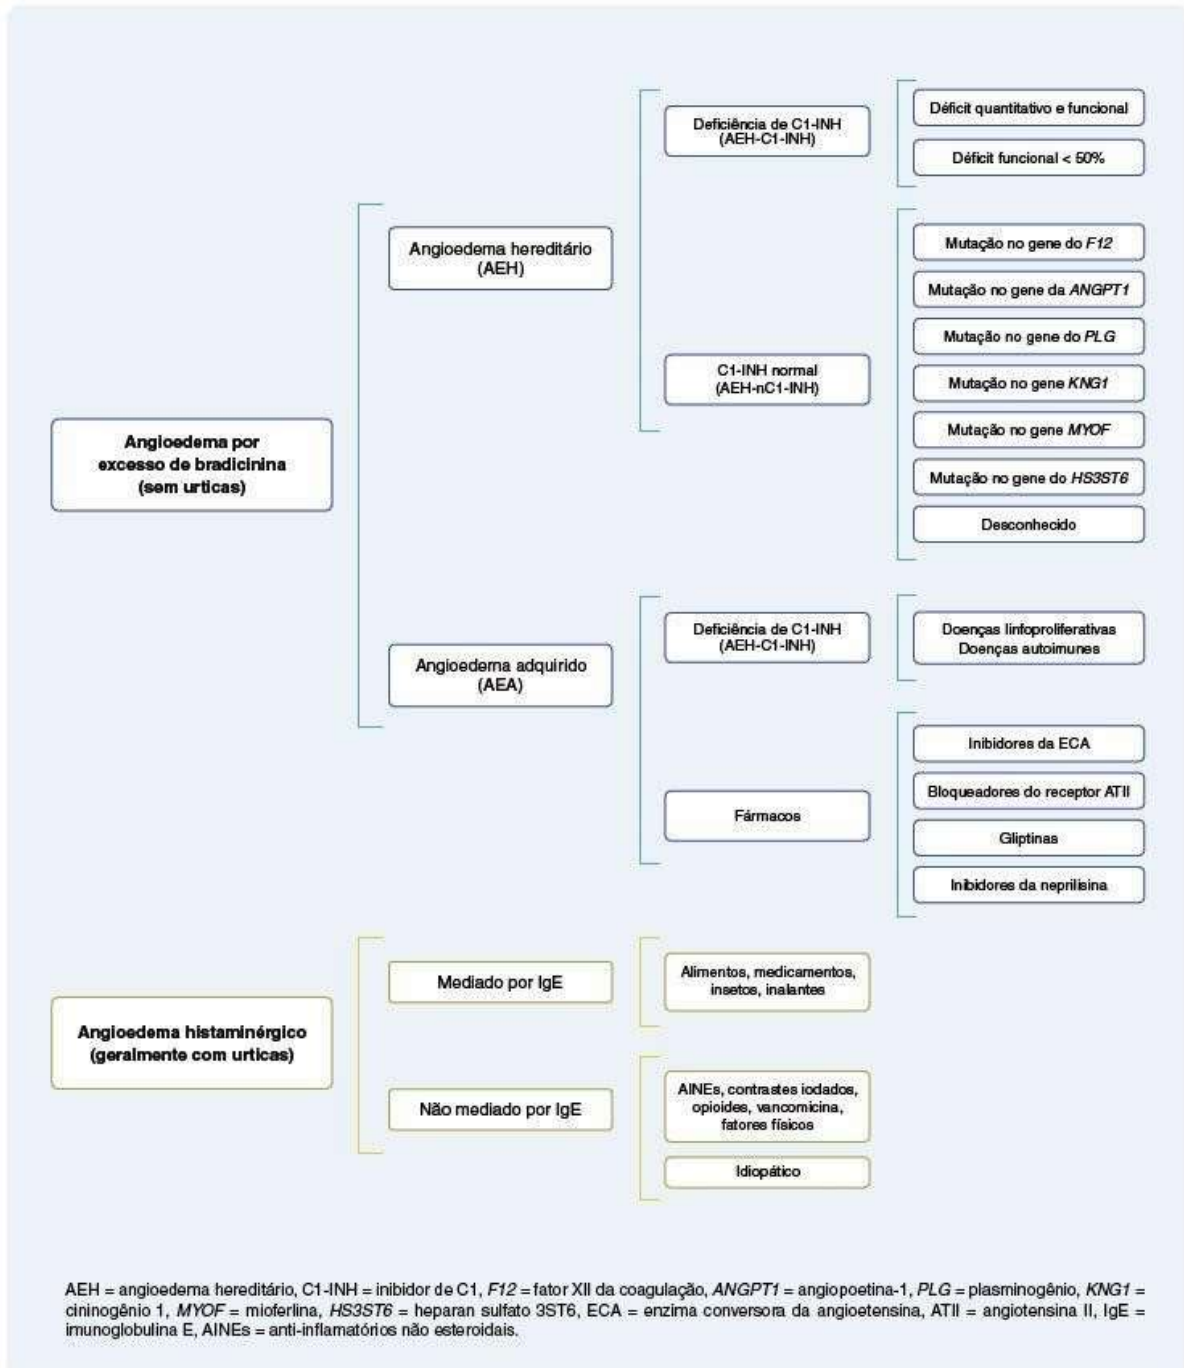 Angioedema por
excesso de bradicinina
(sem urticas)
Angioedema hereditário
(AEH)
Deficiência de C1-INH
(AEH-C1-INH)
Déficit quantitativo e funcional
Déficit funcional < 50%
C1-INH normal
(AEH-nC1-INH)
Mutação no gene do F12
Mutação no gene da ANGPT1
Mutação no gene do PLG
Mutação no gene KNG1
Mutação no gene MYOF
Mutação no gene do HS3ST6
Desconhecido
Angioedema adquirido
(AEA)
Deficiência de C1-INH
(AEH-C1-INH)
Doenças linfoproliferativas
Doenças autoimunes
Fármacos
Inibidores da ECA
Bloqueadores do receptor ATII
Gliptinas
Inibidores da neprilisina
Angioedema histaminérgico
(geralmente com urticas)
Mediado por IgE
Alimentos, medicamentos,
insetos, inalantes
Não mediado por IgE
AINEs, contrastes iodados,
opioides, vancomicina,
fatores físicos
Idiopático
AEH = angioedema hereditário, C1-INH = inibidor de C1, F12 = fator XII da coagulação, ANGPT1 = angiopoetina-1, PLG = plasminogênio, KNG1 =
cininogênio 1, MYOF = mioferlina, HS3ST6 = heparan sulfato 3ST6, ECA = enzima conversora da angioetensina, ATII = angiotensina II, IgE =
imunoglobulina E, AINEs = anti-inflamatórios não esteroidais.